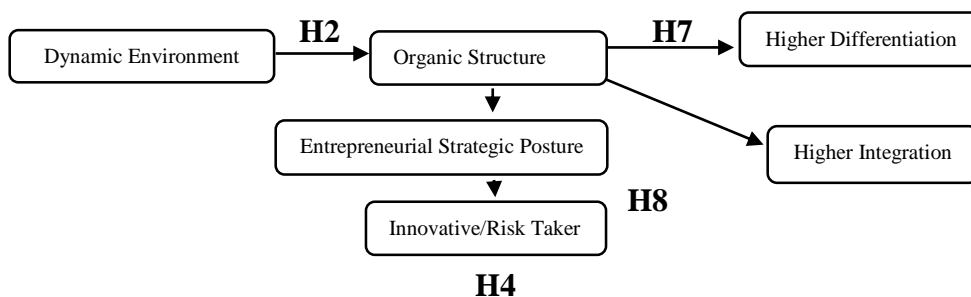 H2
H7
Dynamic Environment
Organic Structure
Higher Differentiation
Entrepreneurial Strategic Posture
Higher Integration
H8
Innovative/Risk Taker
H4